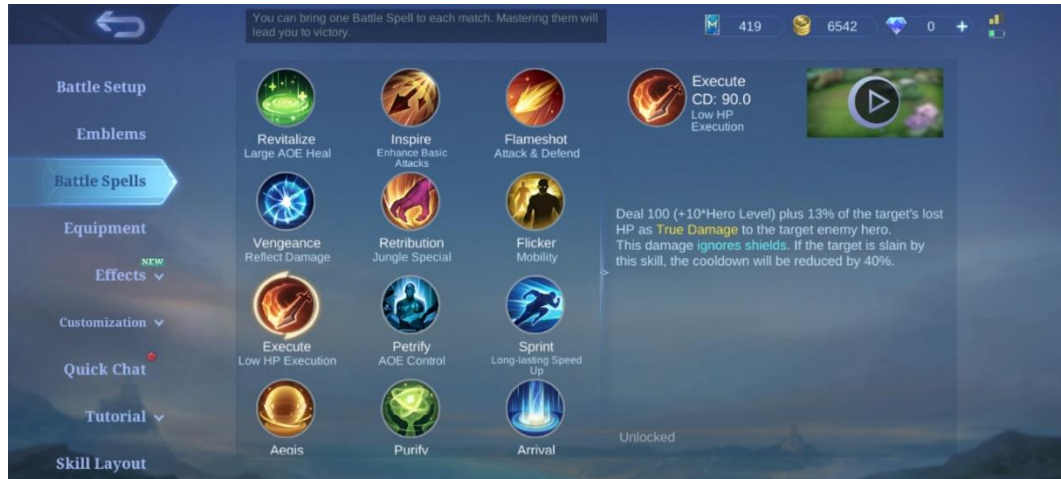 You can bring one Battle Spell to each match. Mastering them will
lead you to victory.
419
6542
0
Battle Setup
Emblems
Battle Spells
Equipment
NEW
Effects
Customization
Quick Chat
Tutorial
Skill Layout
Revitalize
Large AOE Heal
Inspire
Enhance Basic
Attacks
Flameshot
Attack & Defend
Vengeance
Reflect Damage
Retribution
Jungle Special
Flicker
Mobility
Execute
Low HP Execution
Petrify
AOE Control
Sprint
Long-lasting Speed
Up
Aegis
Purify
Arrival
Execute
CD: 90.0
Low HP
Execution
Deal 100 (+10*Hero Level) plus 13% of the target's lost
HP as True Damage to the target enemy hero.
This damage ignores shields. If the target is slain by
this skill, the cooldown will be reduced by 40%.
Unlocked